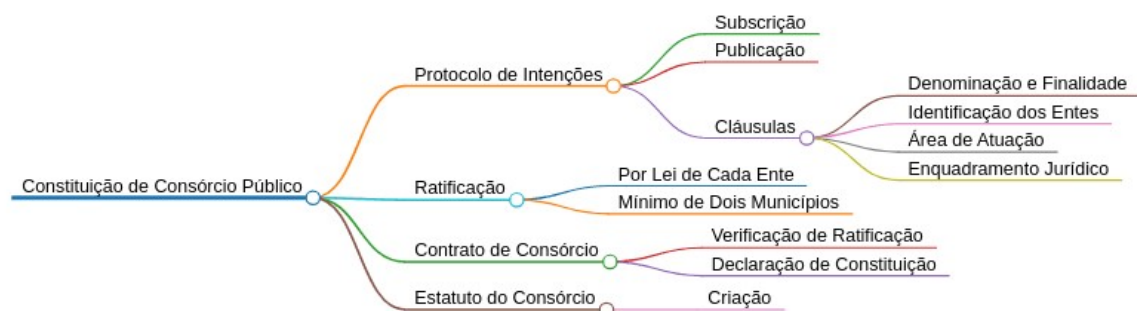 Constituição de Consórcio Público
Protocolo de Intenções
Subscrição
Publicação
Cláusulas
Denominação e Finalidade
Identificação dos Entes
Área de Atuação
Enquadramento Jurídico
Ratificação
Por Lei de Cada Ente
Mínimo de Dois Municípios
Contrato de Consórcio
Verificação de Ratificação
Declaração de Constituição
Estatuto do Consórcio
Criação